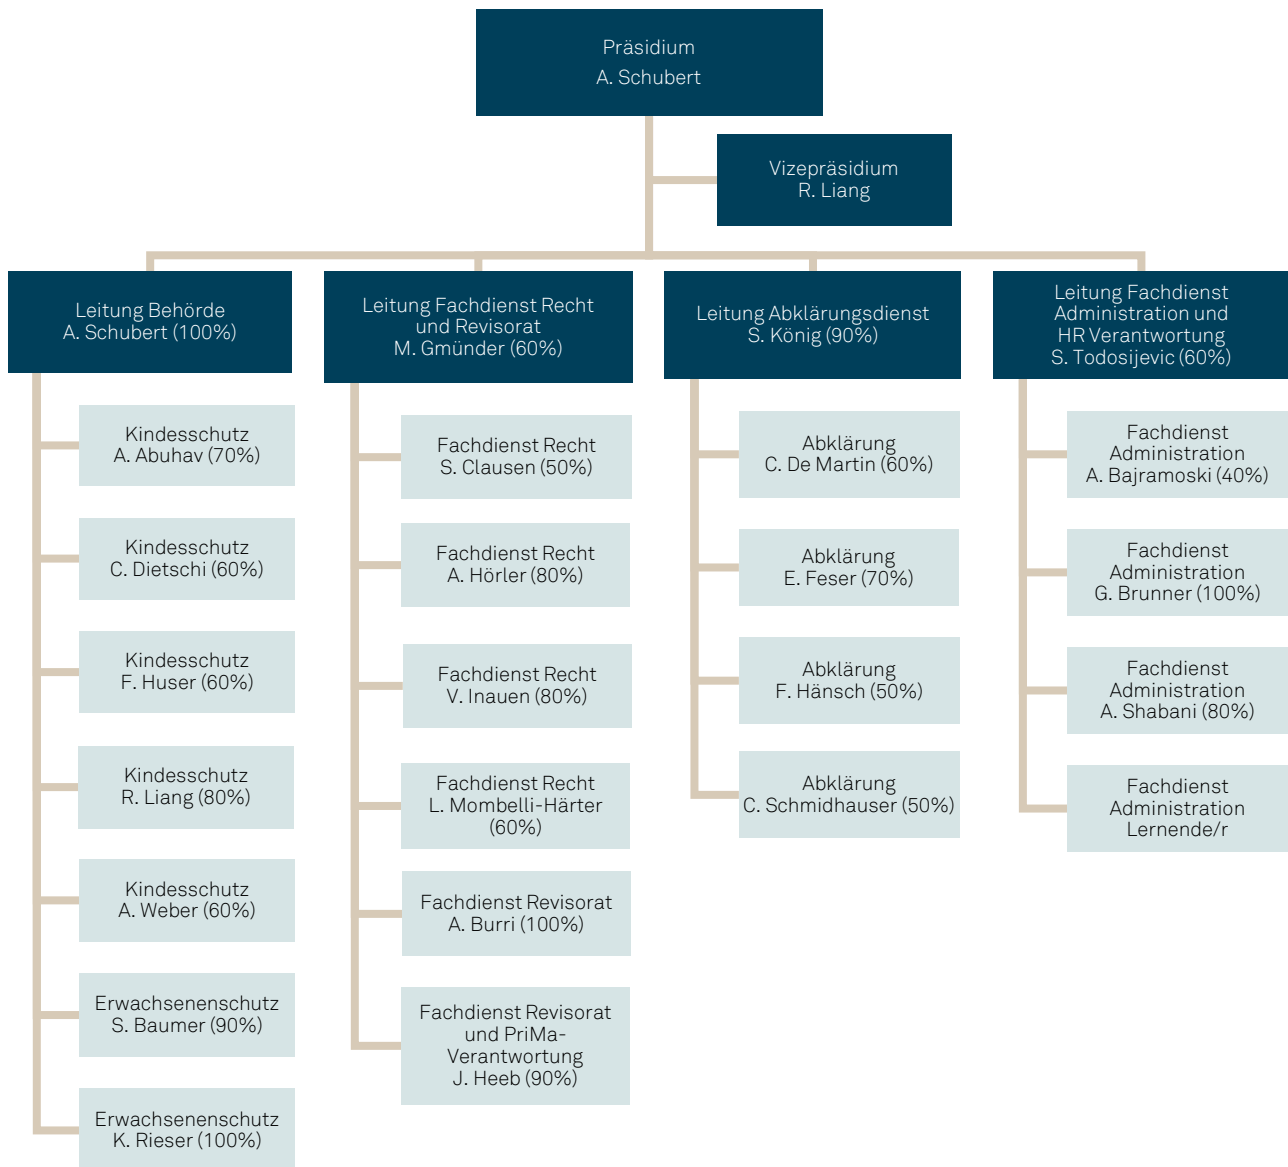 Präsidium
A. Schubert
Vizepräsidium
R. Liang
Leitung Behörde
A. Schubert (100%)
Kindesschutz
A. Abuhav (70%)
Kindesschutz
C. Dietschi (60%)
Kindesschutz
F. Huser (60%)
Kindesschutz
R. Liang (80%)
Kindesschutz
A. Weber (60%)
Erwachsenenschutz
S. Baumer (90%)
Erwachsenenschutz
K. Rieser (100%)
Leitung Fachdienst Recht
und Revisorat
M. Gmünder (60%)
Fachdienst Recht
S. Clausen (50%)
Fachdienst Recht
A. Hörler (80%)
Fachdienst Recht
V. Inauen (80%)
Fachdienst Recht
L. Mombelli-Härter
(60%)
Fachdienst Revisorat
A. Burri (100%)
Fachdienst Revisorat
und PriMa-
Verantwortung
J. Heeb (90%)
Leitung Abklärungsdienst
S. König (90%)
Abklärung
C. De Martin (60%)
Abklärung
E. Feser (70%)
Abklärung
F. Hänsch (50%)
Abklärung
C. Schmidhauser (50%)
Leitung Fachdienst
Administration und
HR Verantwortung
S. Todosijevic (60%)
Fachdienst
Administration
A. Bajramoski (40%)
Fachdienst
Administration
G. Brunner (100%)
Fachdienst
Administration
A. Shabani (80%)
Fachdienst
Administration
Lernende/r